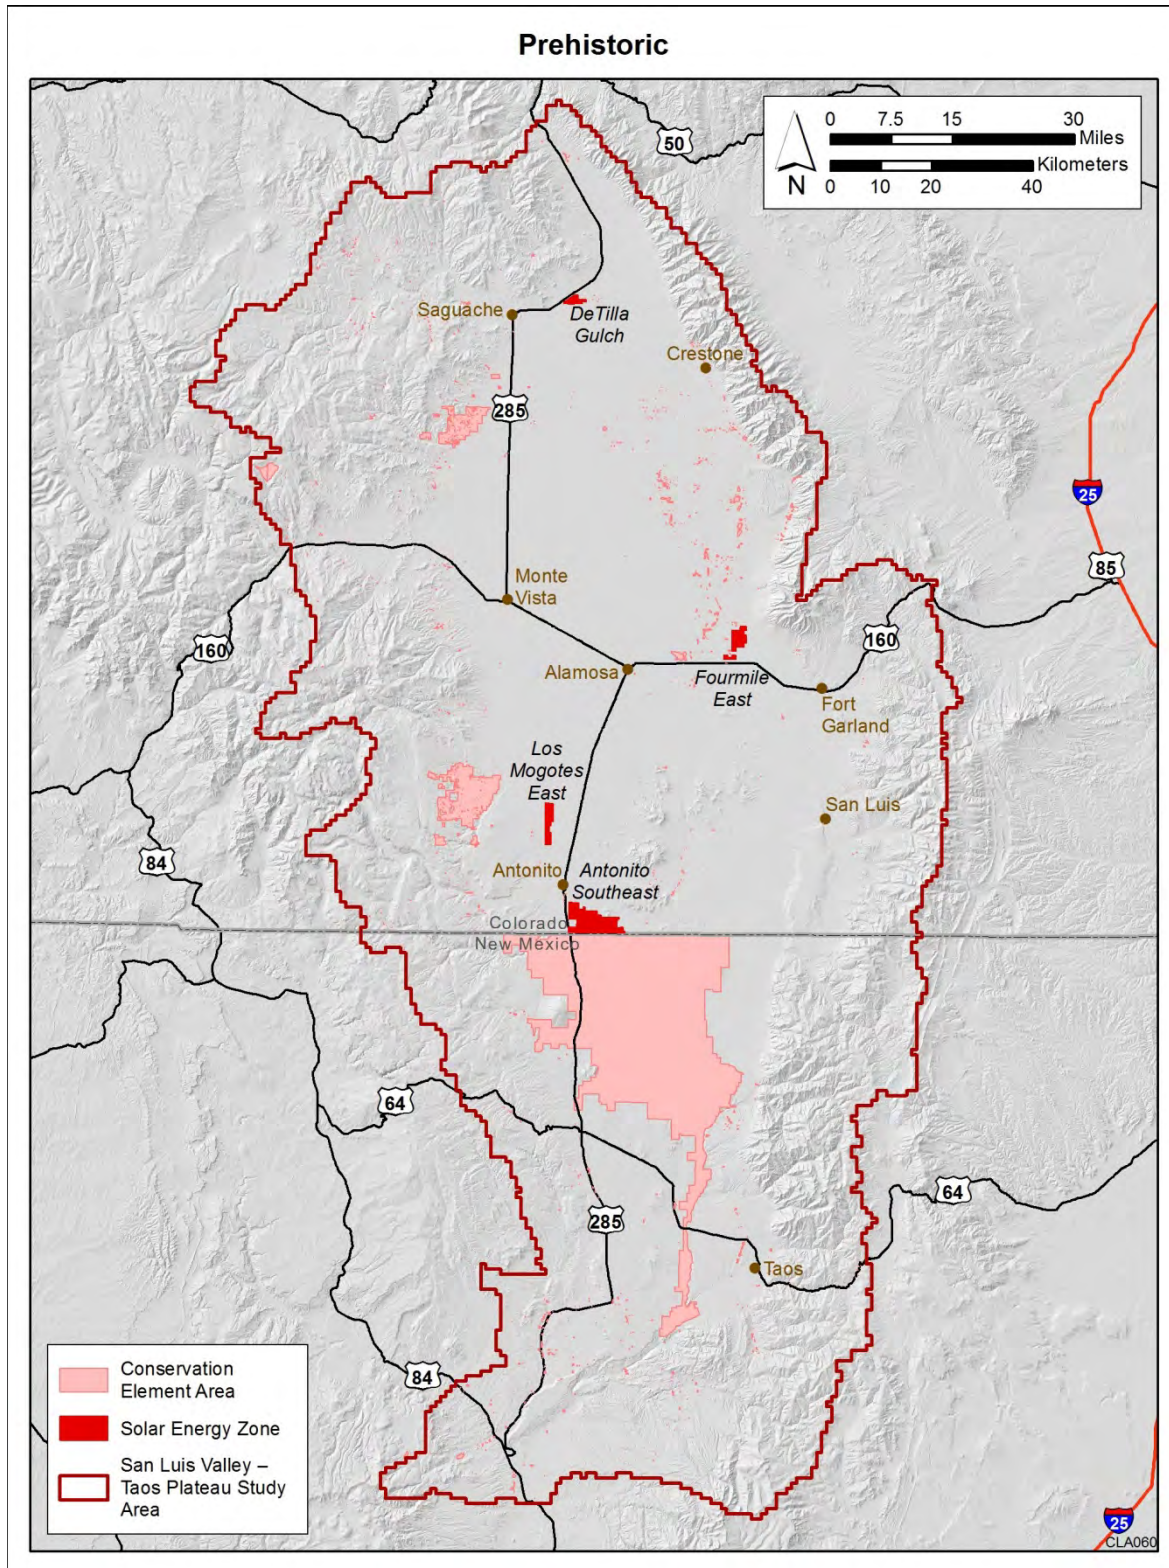 Prehistoric
0 7.5 15 30
Miles
Kilometers
0 10 20 40
N
50
Saguache
DeTilla
Gulch
Crestone
285
25
85
Monte
Vista
160
160
Alamosa
Fourmile
East
Fort
Garland
Los
Mogotes
East
San Luis
84
Antonito
Antonito
Southeast
Colorado
New Mexico
64
64
285
Taos
84
Conservation
Element Area
Solar Energy Zone
San Luis Valley –
Taos Plateau Study
Area
25
CLA060